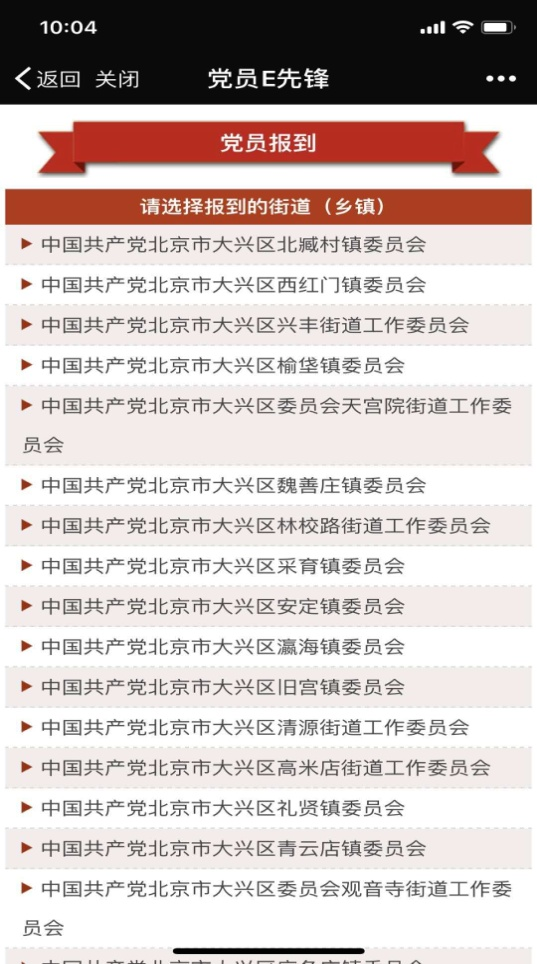 10:04
返回 关闭 党员E先锋
党员报到
请选择报到的街道（乡镇）
中国共产党北京市大兴区北臧村镇委员会
中国共产党北京市大兴区西红门镇委员会
中国共产党北京市大兴区兴丰街道工作委员会
中国共产党北京市大兴区榆垡镇委员会
中国共产党北京市大兴区委员会天宫院街道工作委
员会
中国共产党北京市大兴区魏善庄镇委员会
中国共产党北京市大兴区林校路街道工作委员会
中国共产党北京市大兴区采育镇委员会
中国共产党北京市大兴区安定镇委员会
中国共产党北京市大兴区瀛海镇委员会
中国共产党北京市大兴区旧宫镇委员会
中国共产党北京市大兴区清源街道工作委员会
中国共产党北京市大兴区高米店街道工作委员会
中国共产党北京市大兴区礼贤镇委员会
中国共产党北京市大兴区青云店镇委员会
中国共产党北京市大兴区委员会观音寺街道工作委
员会